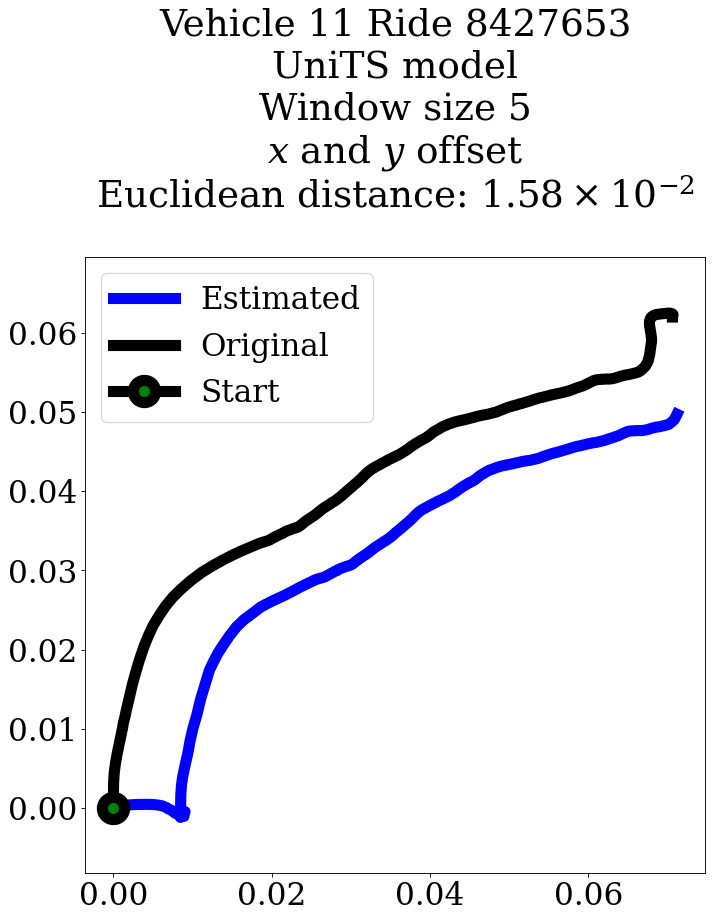 Vehicle 11 Ride 8427653
UniTS model
Window size 5
x and y offset
Euclidean distance: 1.58 × 10⁻²
Estimated
Original
Start
0.06
0.05
0.04
0.03
0.02
0.01
0.00
0.00 0.02 0.04 0.06